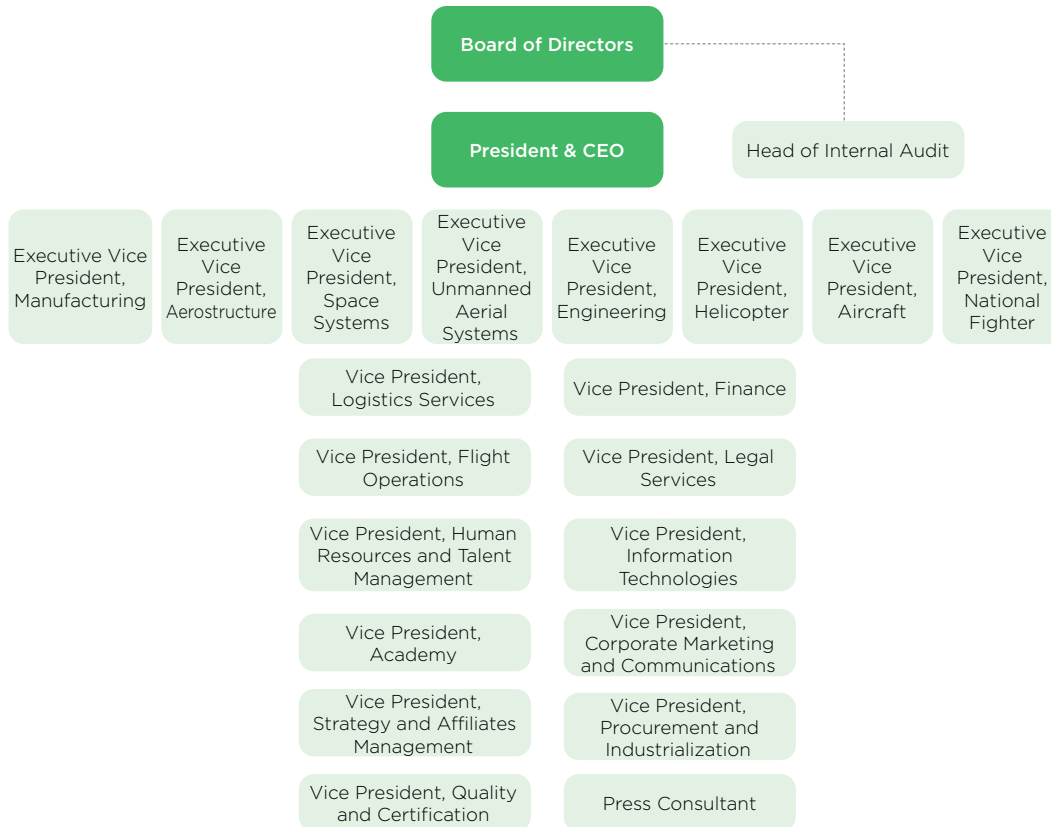 Board of Directors
President & CEO
Head of Internal Audit
Executive Vice
President,
Manufacturing
Executive
Vice
President,
Aerostructure
Executive
Vice
President,
Space
Systems
Executive
Vice
President,
Unmanned
Aerial
Systems
Executive
Vice
President,
Engineering
Executive
Vice
President,
Helicopter
Executive
Vice
President,
Aircraft
Executive
Vice
President,
National
Fighter
Vice President,
Logistics Services
Vice President, Finance
Vice President, Flight
Operations
Vice President, Legal
Services
Vice President, Human
Resources and Talent
Management
Vice President,
Information
Technologies
Vice President,
Academy
Vice President,
Corporate Marketing
and Communications
Vice President,
Strategy and Affiliates
Management
Vice President,
Procurement and
Industrialization
Vice President, Quality
and Certification
Press Consultant